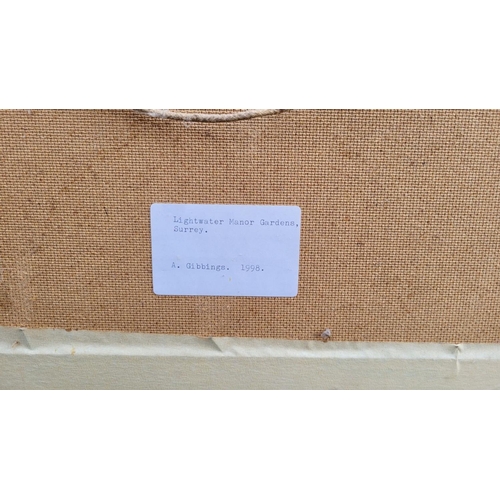 Lightwater Manor Gardens,
Surrey.
A. Gibbings. 1998.